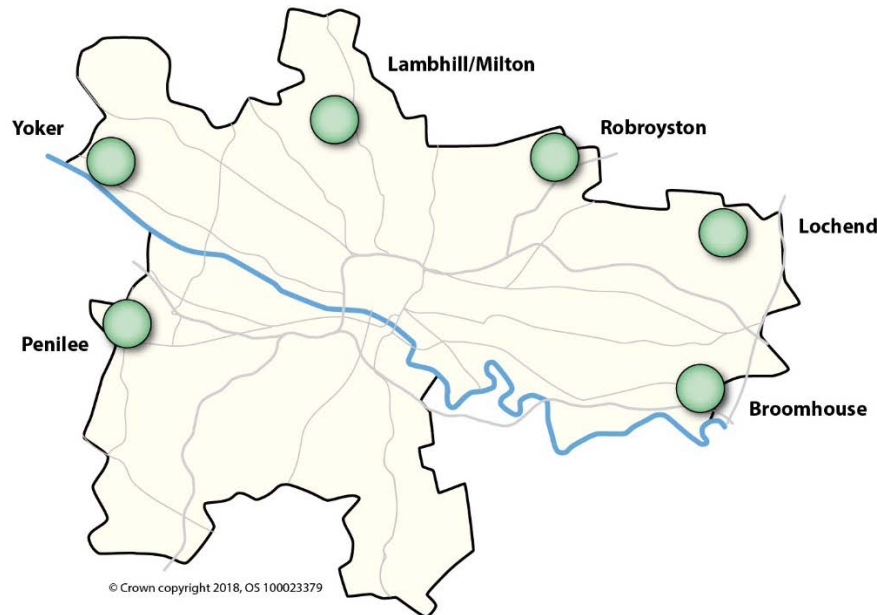 Lambhill/Milton
Yoker
Robroyston
Lochend
Penilee
Broomhouse
© Crown copyright 2018, OS 100023379